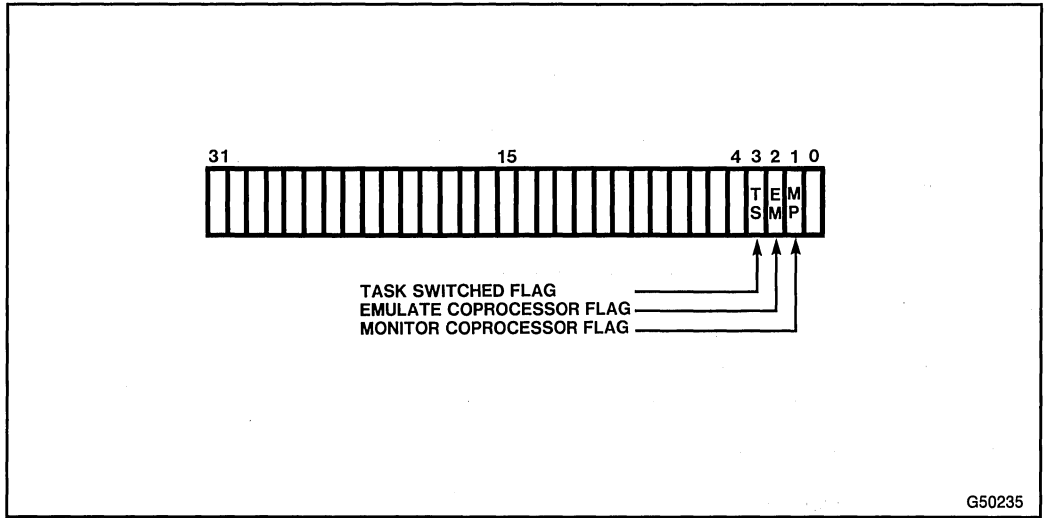 31 15 4 3 2 1 0
T E M
S M P
TASK SWITCHED FLAG
EMULATE COPROCESSOR FLAG
MONITOR COPROCESSOR FLAG
G50235